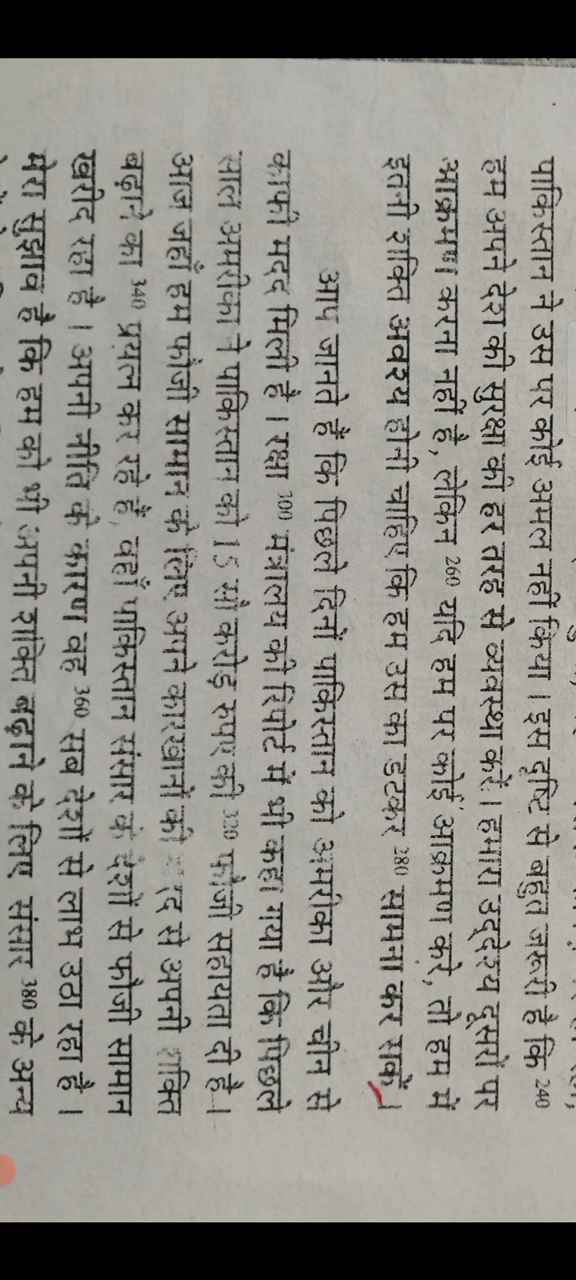 पाकिस्तान ने उस पर कोई अमल नहीं किया । इस दृष्टि से बहुत जरूरी है कि 240
हम अपने देश की सुरक्षा की हर तरह से व्यवस्था करें । हमारा उद्देश्य दूसरों पर
आक्रमण करना नहीं है, लेकिन 260 यदि हम पर कोई आक्रमण करे, तो हम में
इतनी शक्ति अवश्य होनी चाहिए कि हम उस का डटकर 280 सामना कर सकें ।
आप जानते हैं कि पिछले दिनों पाकिस्तान को अमरीका और चीन से
काफी मदद मिली है । रक्षा 300 मंत्रालय की रिपोर्ट में भी कहा गया है कि पिछले
साल अमरीका ने पाकिस्तान को 15 सौ करोड़ रुपए की 320 फौजी सहायता दी है ।
आज जहाँ हम फौजी सामान के लिए अपने कारखानों की से अपनी शक्ति
बढ़ाने का 340 प्रयत्न कर रहे हैं, वहाँ पाकिस्तान संसार के देशों से फौजी सामान
खरीद रहा है । अपनी नीति के कारण वह 360 सब देशों से लाभ उठा रहा है ।
मेरा सुझाव है कि हम को भी अपनी शक्ति बढ़ाने के लिए संसार 380 के अन्य